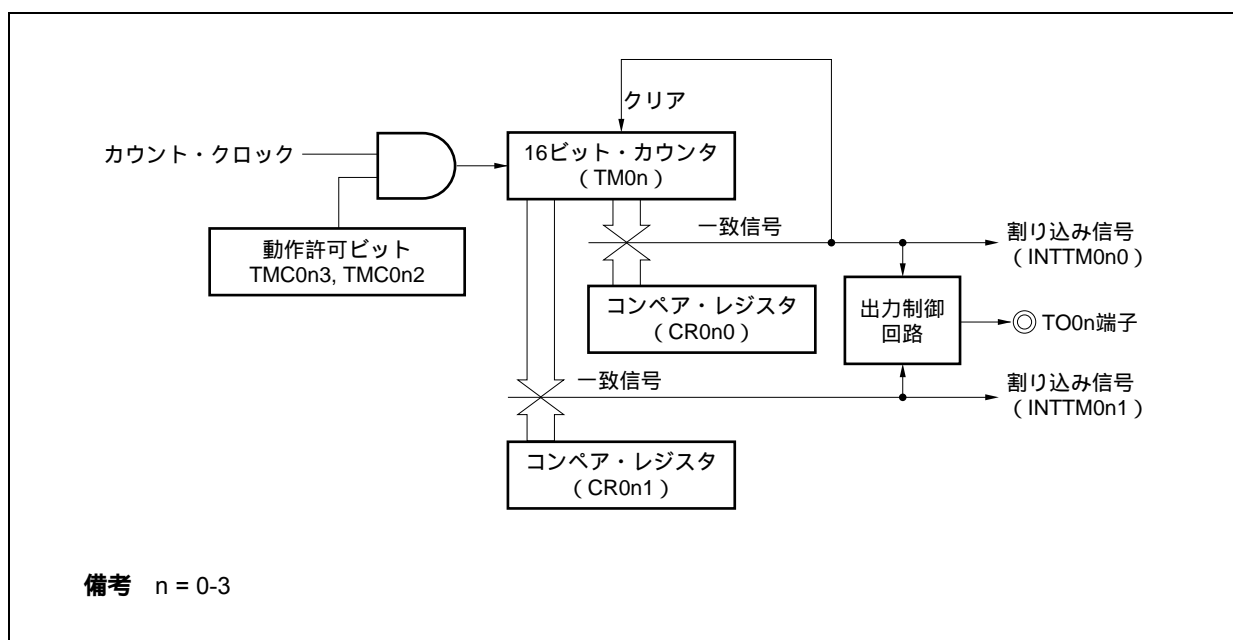 クリア
カウント・クロック
16ビット・カウンタ
（TM0n）
動作許可ビット
TMC0n3, TMC0n2
一致信号
割り込み信号
（INTTM0n0）
コンペア・レジスタ
（CR0n0）
出力制御
回路
TO0n端子
一致信号
割り込み信号
（INTTM0n1）
コンペア・レジスタ
（CR0n1）
備考 n = 0-3